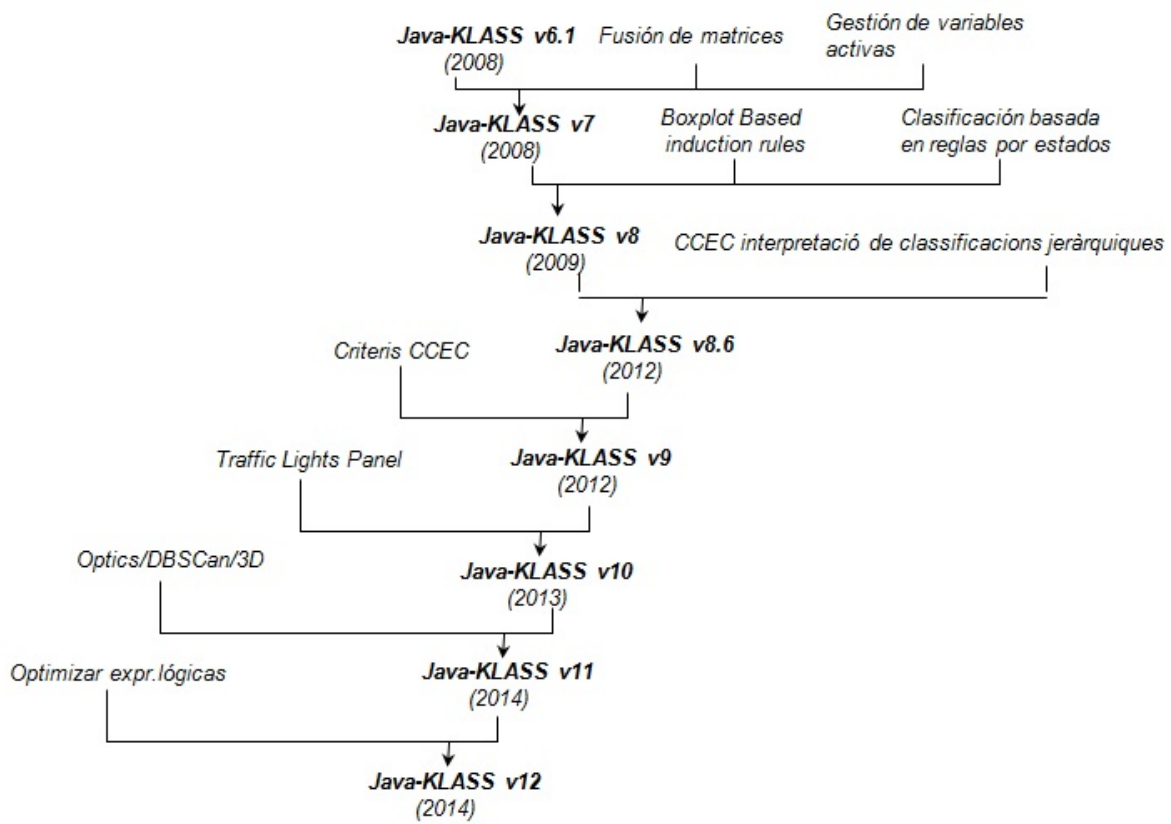 Java-KLASS v6.1
(2008)
Fusión de matrices
Gestión de variables
activas
Java-KLASS v7
(2008)
Boxplot Based
induction rules
Clasificación basada
en reglas por estados
Java-KLASS v8
(2009)
CCEC interpretació de classificacions jeràrquiques
Java-KLASS v8.6
(2012)
Criteris CCEC
Java-KLASS v9
(2012)
Traffic Lights Panel
Java-KLASS v10
(2013)
Optics/DBSCan/3D
Java-KLASS v11
(2014)
Optimizar expr.lógicas
Java-KLASS v12
(2014)